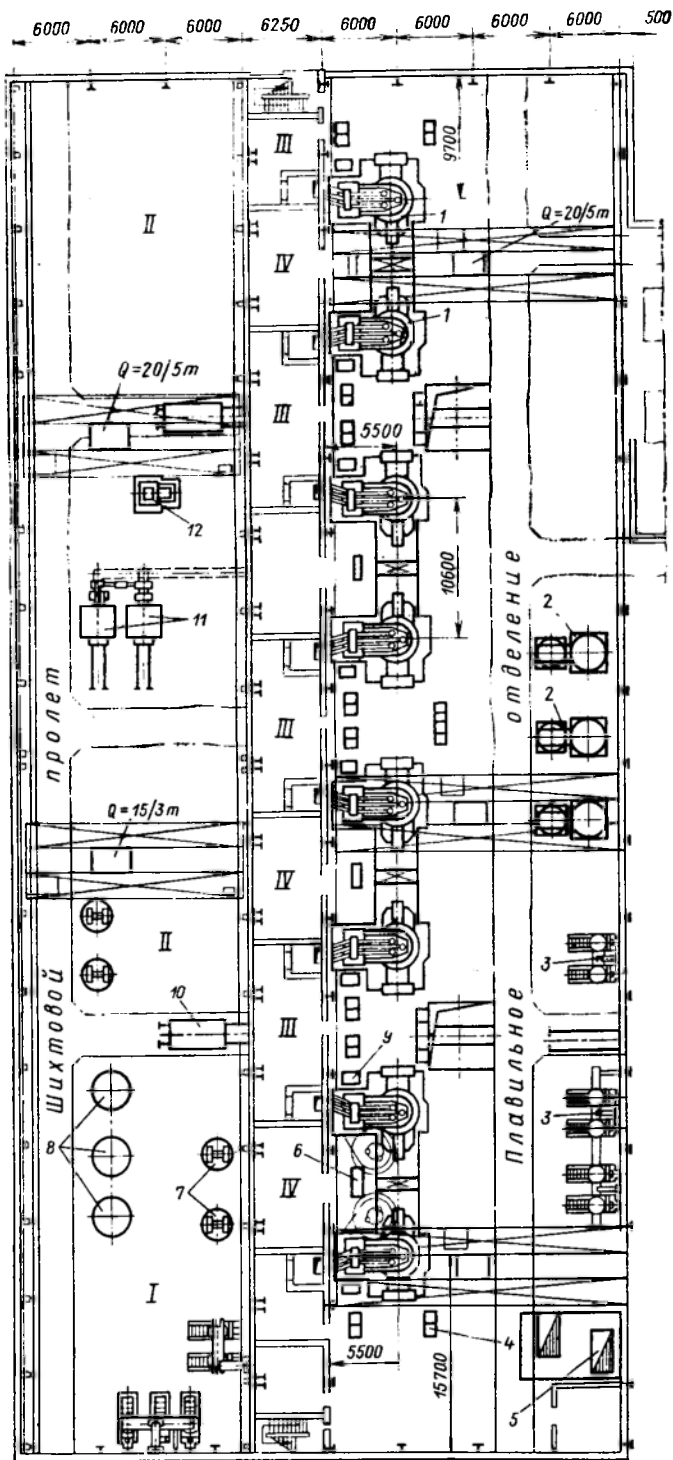 6000 6000 6000 6250 6000 6000 6000 6000 500
III
9700
II
1
Q=20/5т
IV
1
Q=20/5т
III
5500
12
10600
отделение
2
11
пролет
III
2
Q=15/3т
IV
II
3
Шихтовой
10
III
Плавильное
9
8
3
6
7
IV
I
5500
4
15700
5